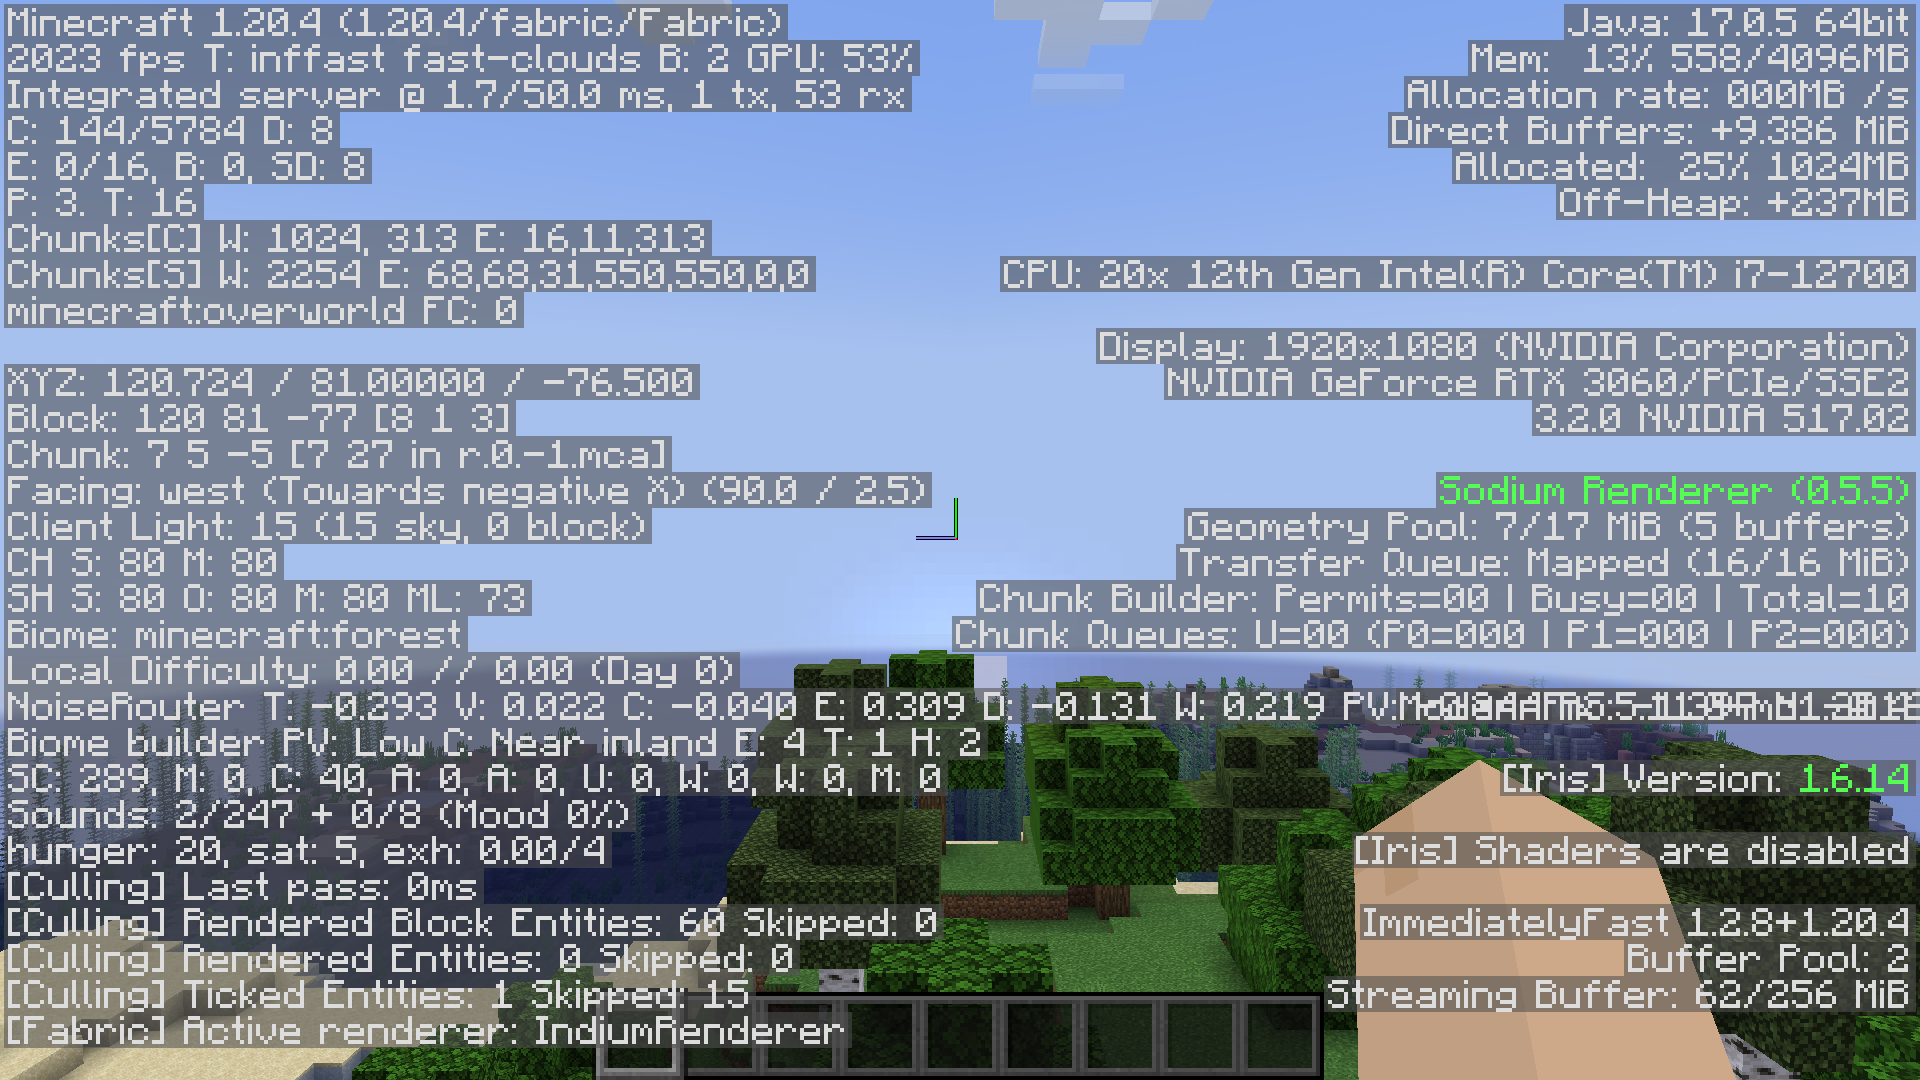 Minecraft 1.20.4 (1.20.4/fabric/Fabric)
2023 fps T: inffast fast-clouds B: 2 GPU: 53%
Integrated server @ 1.7/50.0 ms, 1 tx, 53 rx
C: 144/5784 D: 8
E: 0/16, B: 0, SD: 8
P: 3. T: 16
Chunks[C] W: 1024, 313 E: 16,11,313
Chunks[S] W: 2254 E: 68,68,31,550,550,0,0
minecraft:overworld FC: 0
XYZ: 120.724 / 81.00000 / -76.500
Block: 120 81 -77 [8 1 3]
Chunk: 7 5 -5 [7 27 in r.0.-1.mca]
Facing: west (Towards negative X) (90.0 / 2.5)
Client Light: 15 (15 sky, 0 block)
CH S: 80 M: 80
SH S: 80 O: 80 M: 80 ML: 73
Biome: minecraft:forest
Local Difficulty: 0.00 // 0.00 (Day 0)
NoiseRouter T: -0.293 V: 0.022 C: -0.040 E: 0.309 D: -0.131 W: 0.219 PV:
Biome builder PV: Low C: Near inland E: 4 T: 1 H: 2
SC: 289, M: 0, C: 40, A: 0, A: 0, U: 0, W: 0, W: 0, M: 0
Sounds: 2/247 + 0/8 (Mood 0%)
hunger: 20, sat: 5, exh: 0.00/4
[Culling] Last pass: 0ms
[Culling] Rendered Block Entities: 60 Skipped: 0
[Culling] Rendered Entities: 0 Skipped: 0
[Culling] Ticked Entities: 1 Skipped: 15
[Fabric] Active renderer: IndiumRenderer
Java: 17.0.5 64bit
Mem: 13% 558/4096MB
Allocation rate: 000MB /s
Direct Buffers: +9.386 MiB
Allocated: 25% 1024MB
Off-Heap: +237MB
CPU: 20x 12th Gen Intel(R) Core(TM) i7-12700
Display: 1920x1080 (NVIDIA Corporation)
NVIDIA GeForce RTX 3060/PCIe/SSE2
3.2.0 NVIDIA 517.02
Sodium Renderer (0.5.5)
Geometry Pool: 7/17 MiB (5 buffers)
Transfer Queue: Mapped (16/16 MiB)
Chunk Builder: Permits=00 | Busy=00 | Total=10
Chunk Queues: U=00 (P0=000 | P1=000 | P2=000)
[Iris] Version: 1.6.14
[Iris] Shaders are disabled
ImmediatelyFast 1.2.8+1.20.4
Buffer Pool: 2
Streaming Buffer: 62/256 MiB